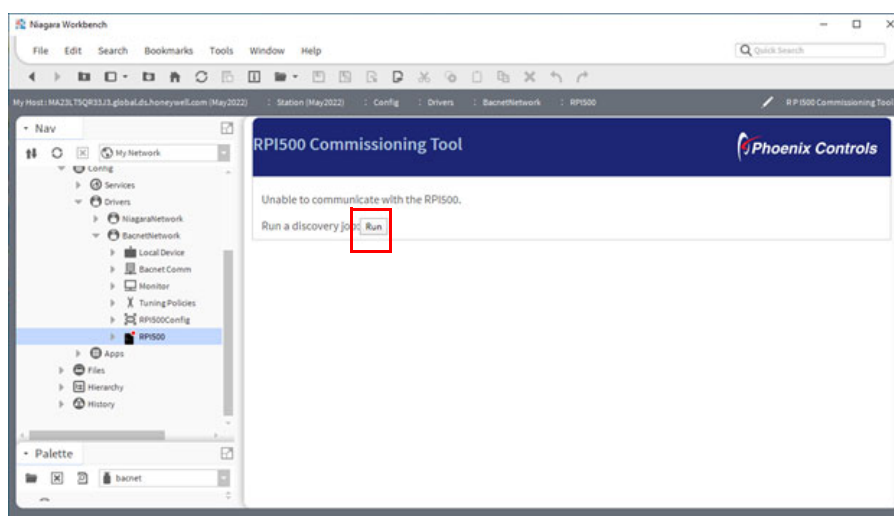 Niagara Workbench
File Edit Search Bookmarks Tools Window Help
Quick Search
My Host : MA23LT5QR33J3.global.ds.honeywell.com (May2022) : Station (May2022) : Config : Drivers : BacnetNetwork : RPI500
R P I500 Commissioning Tool
Nav
My Network
Config
Services
Drivers
NiagaraNetwork
BacnetNetwork
Local Device
Bacnet Comm
Monitor
Tuning Policies
RPI500Config
RPI500
Apps
Files
Hierarchy
History
Palette
bacnet
RPI500 Commissioning Tool
Phoenix Controls
Unable to communicate with the RPI500.
Run a discovery job: Run